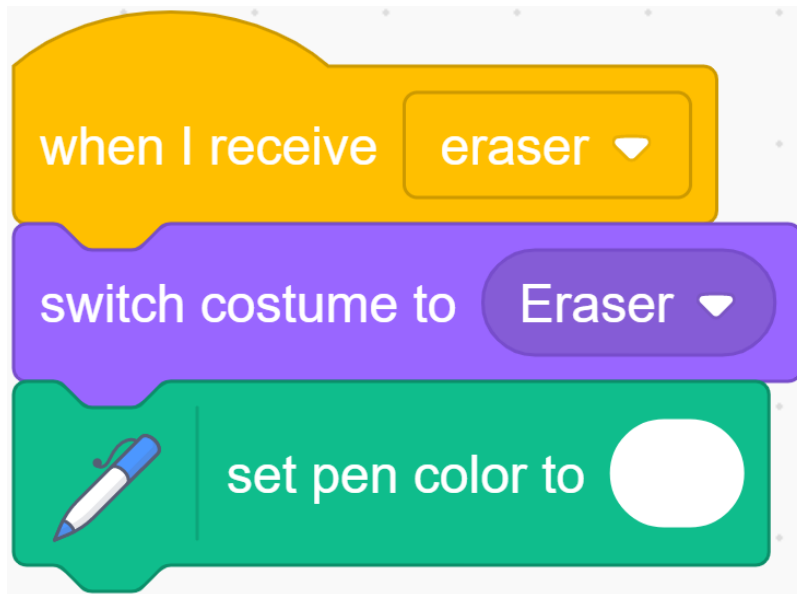 when I receive eraser
switch costume to Eraser
set pen color to